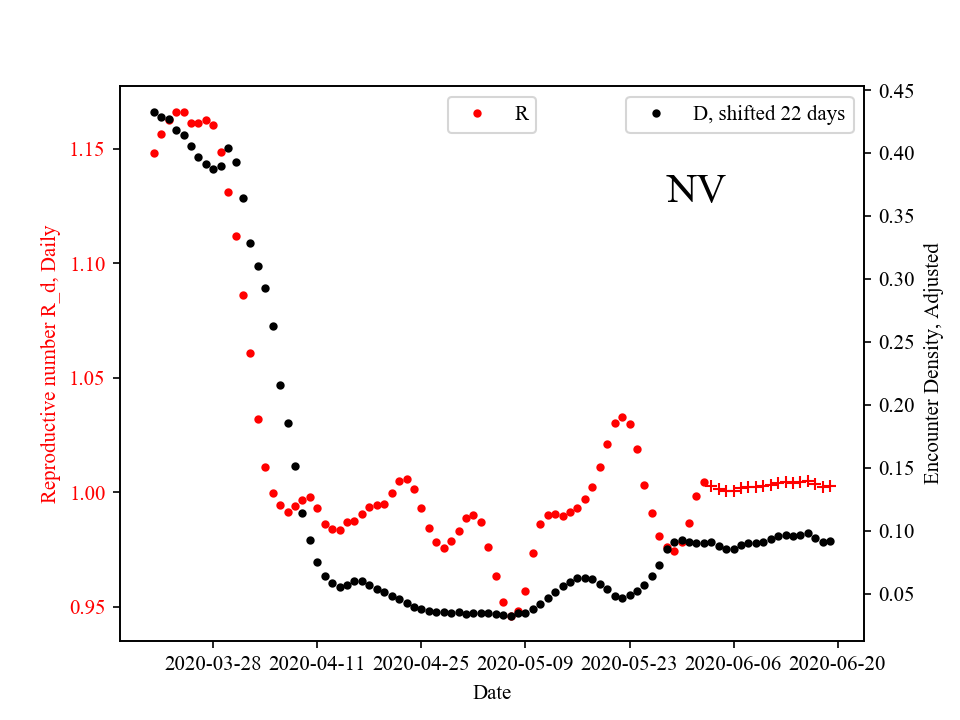 R
D, shifted 22 days
NV
Reproductive number R_d, Daily
1.15
1.10
1.05
1.00
0.95
0.45
0.40
0.35
0.30
0.25
0.20
0.15
0.10
0.05
Encounter Density, Adjusted
2020-03-28 2020-04-11 2020-04-25 2020-05-09 2020-05-23 2020-06-06 2020-06-20
Date